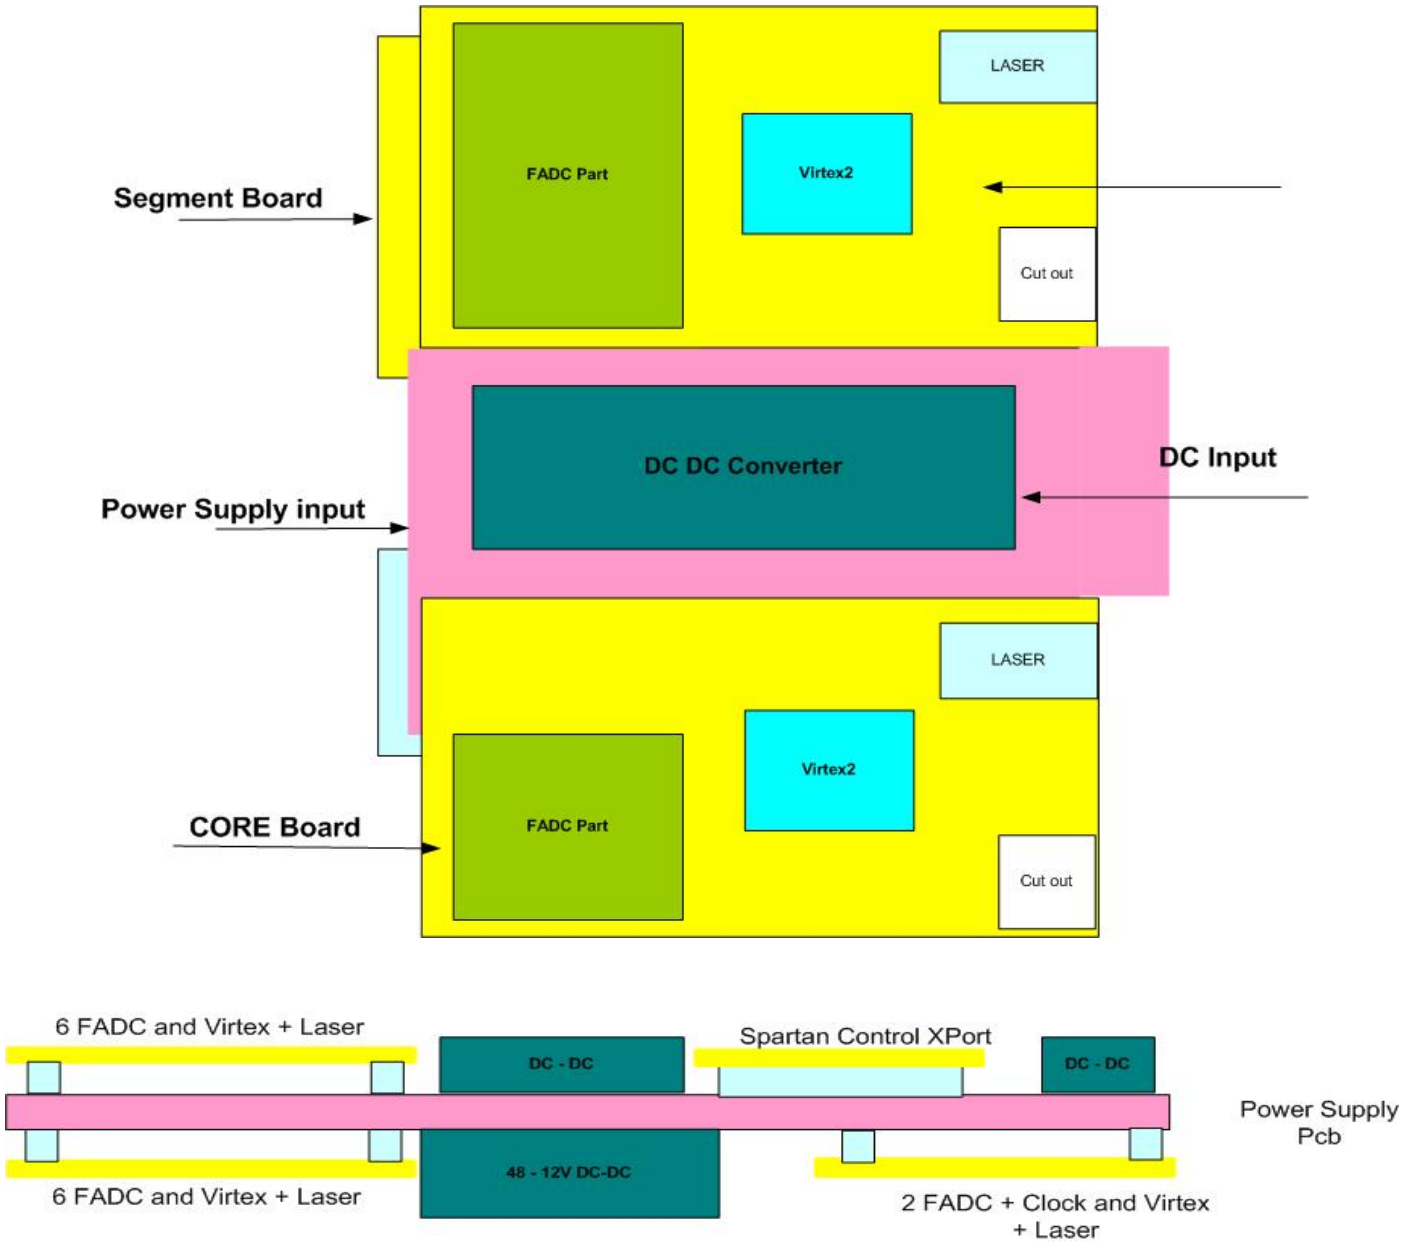 LASER
FADC Part
Virtex2
Segment Board
Cut out
DC DC Converter
DC Input
Power Supply input
LASER
Virtex2
CORE Board
FADC Part
Cut out
6 FADC and Virtex + Laser
Spartan Control XPort
DC - DC
DC - DC
Power Supply
Pcb
48 - 12V DC-DC
6 FADC and Virtex + Laser
2 FADC + Clock and Virtex
+ Laser